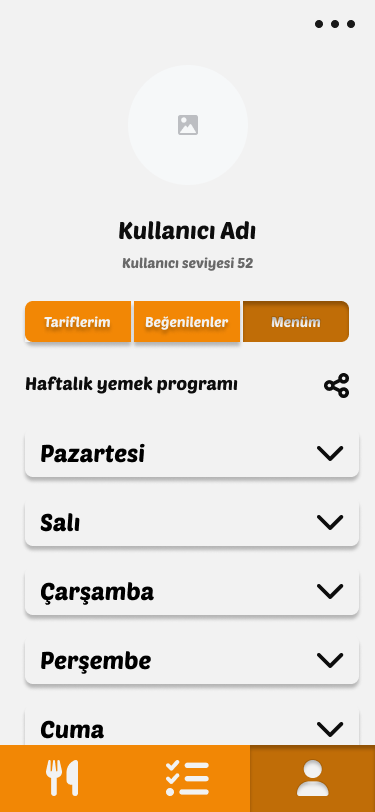 Kullanıcı Adı
Kullanıcı seviyesi 52
Tariflerim
Beğenilenler
Menüm
Haftalık yemek programı
Pazartesi
Salı
Çarşamba
Perşembe
Cuma